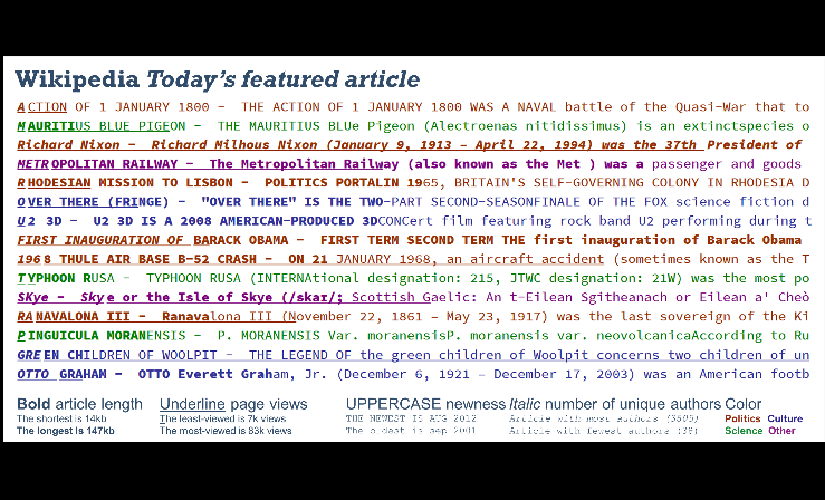 Wikipedia Today's featured article
ACTION OF 1 JANUARY 1800 - THE ACTION OF 1 JANUARY 1800 WAS A NAVAL battle of the Quasi-War that to
MAURITIUS BLUE PIGEON - THE MAURITIUS BLUe Pigeon (Alectroenas nitidissimus) is an extinctspecies o
Richard Nixon - Richard Milhous Nixon (January 9, 1913 – April 22, 1994) was the 37th President of
METROPOLITAN RAILWAY - The Metropolitan Railway (also known as the Met ) was a passenger and goods
RHODESIAN MISSION TO LISBON - POLITICS PORTALIN 1965, BRITAIN'S SELF-GOVERNING COLONY IN RHODESIA D
OVER THERE (FRINGE) - "OVER THERE" IS THE TWO-PART SECOND-SEASONFINALE OF THE FOX science fiction d
U2 3D - U2 3D IS A 2008 AMERICAN-PRODUCED 3DCONCert film featuring rock band U2 performing during t
FIRST INAUGURATION OF BARACK OBAMA - FIRST TERM SECOND TERM THE first inauguration of Barack Obama
1968 THULE AIR BASE B-52 CRASH - ON 21 JANUARY 1968, an aircraft accident (sometimes known as the T
TYPHOON RUSA - TYPHOON RUSA (INTERNAtional designation: 215, JTWC designation: 21W) was the most po
SKye - Skye or the Isle of Skye (/skaɪ/; Scottish Gaelic: An t-Eilean Sgitheanach or Eilean a' Cheò
RANAVALONA III - Ranavalona III (November 22, 1861 – May 23, 1917) was the last sovereign of the Ki
PINGUICULA MORANENSIS - P. MORANENSIS Var. moranensisP. moranensis var. neovolcanicaAccording to Ru
GREEN CHILDREN OF WOOLPIT - THE LEGEND OF the green children of Woolpit concerns two children of un
OTTO GRAHAM - OTTO Everett Graham, Jr. (December 6, 1921 – December 17, 2003) was an American footb
Bold article length Underline page views UPPERCASE newness Italic number of unique authors Color
The shortest is 14kb The least-viewed is 7k views THE NEWEST IS AUG 2012 Article with most authors Politics Culture
The longest is 147kb The most-viewed is 83k views The oldest is sep 2001 Article with fewest authors Science Other